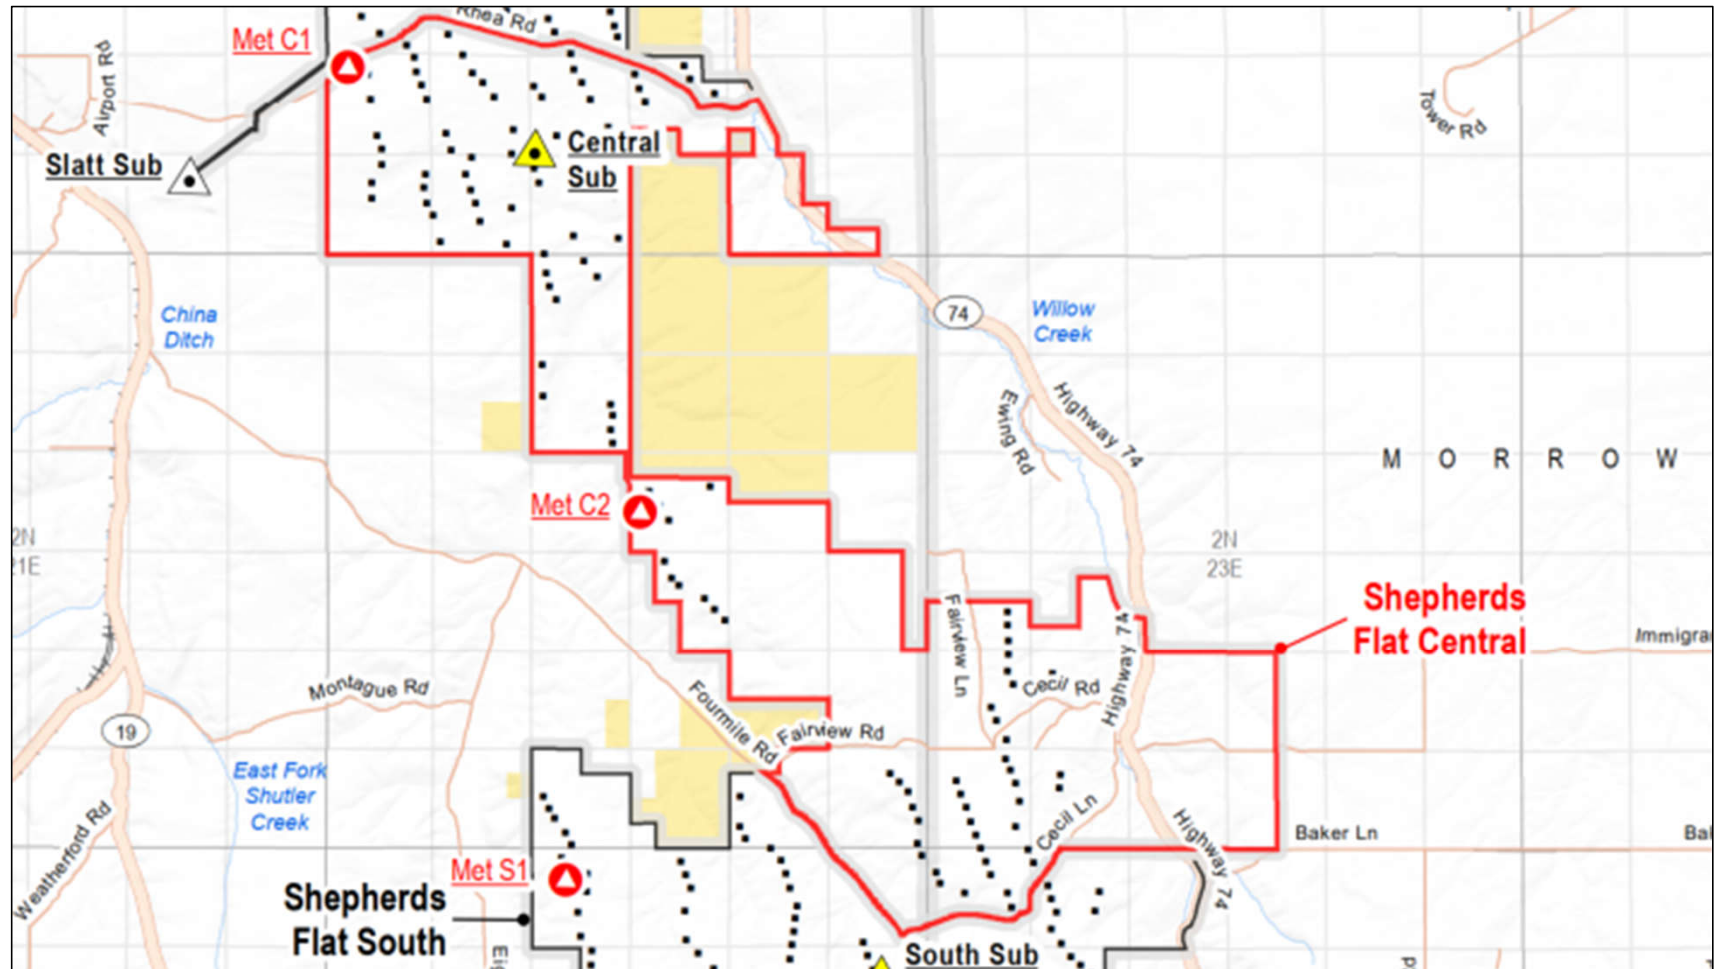 Rhea Rd
Met C1
Airport Rd
Slatt Sub
Central
Sub
Tower Rd
China
Ditch
74
Willow
Creek
Highway 74
Ewing Rd
M O R R O W
Met C2
2N
2N
23E
Shepherds
Flat Central
Fairview Ln
Highway 74
Cecil Rd
Montague Rd
Fourmile Rd
Fairview Rd
19
East Fork
Shutler
Creek
Weatherford Rd
Cecil Ln
Highway 74
Baker Ln
Met S1
Shepherds
Flat South
South Sub